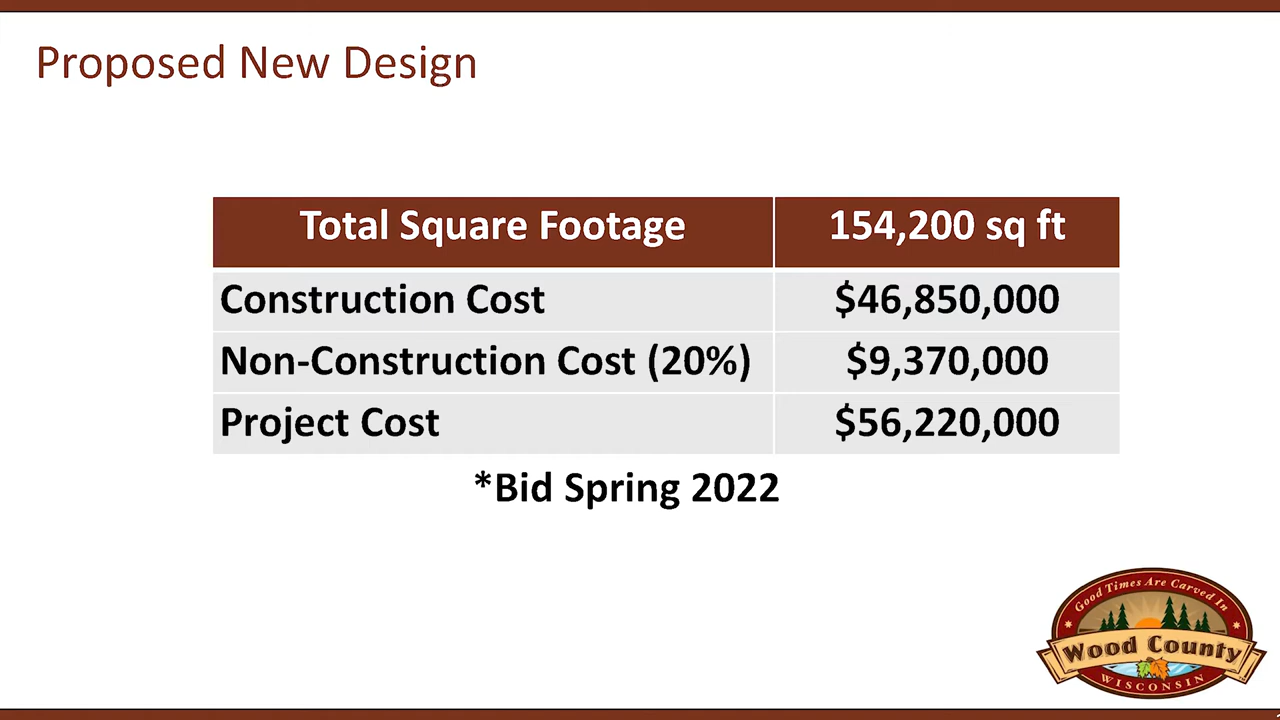 Proposed New Design
Total Square Footage 154,200 sq ft
Construction Cost $46,850,000
Non-Construction Cost (20%) $9,370,000
Project Cost $56,220,000
*Bid Spring 2022
Good Times Are Carved In
Wood County
WISCONSIN